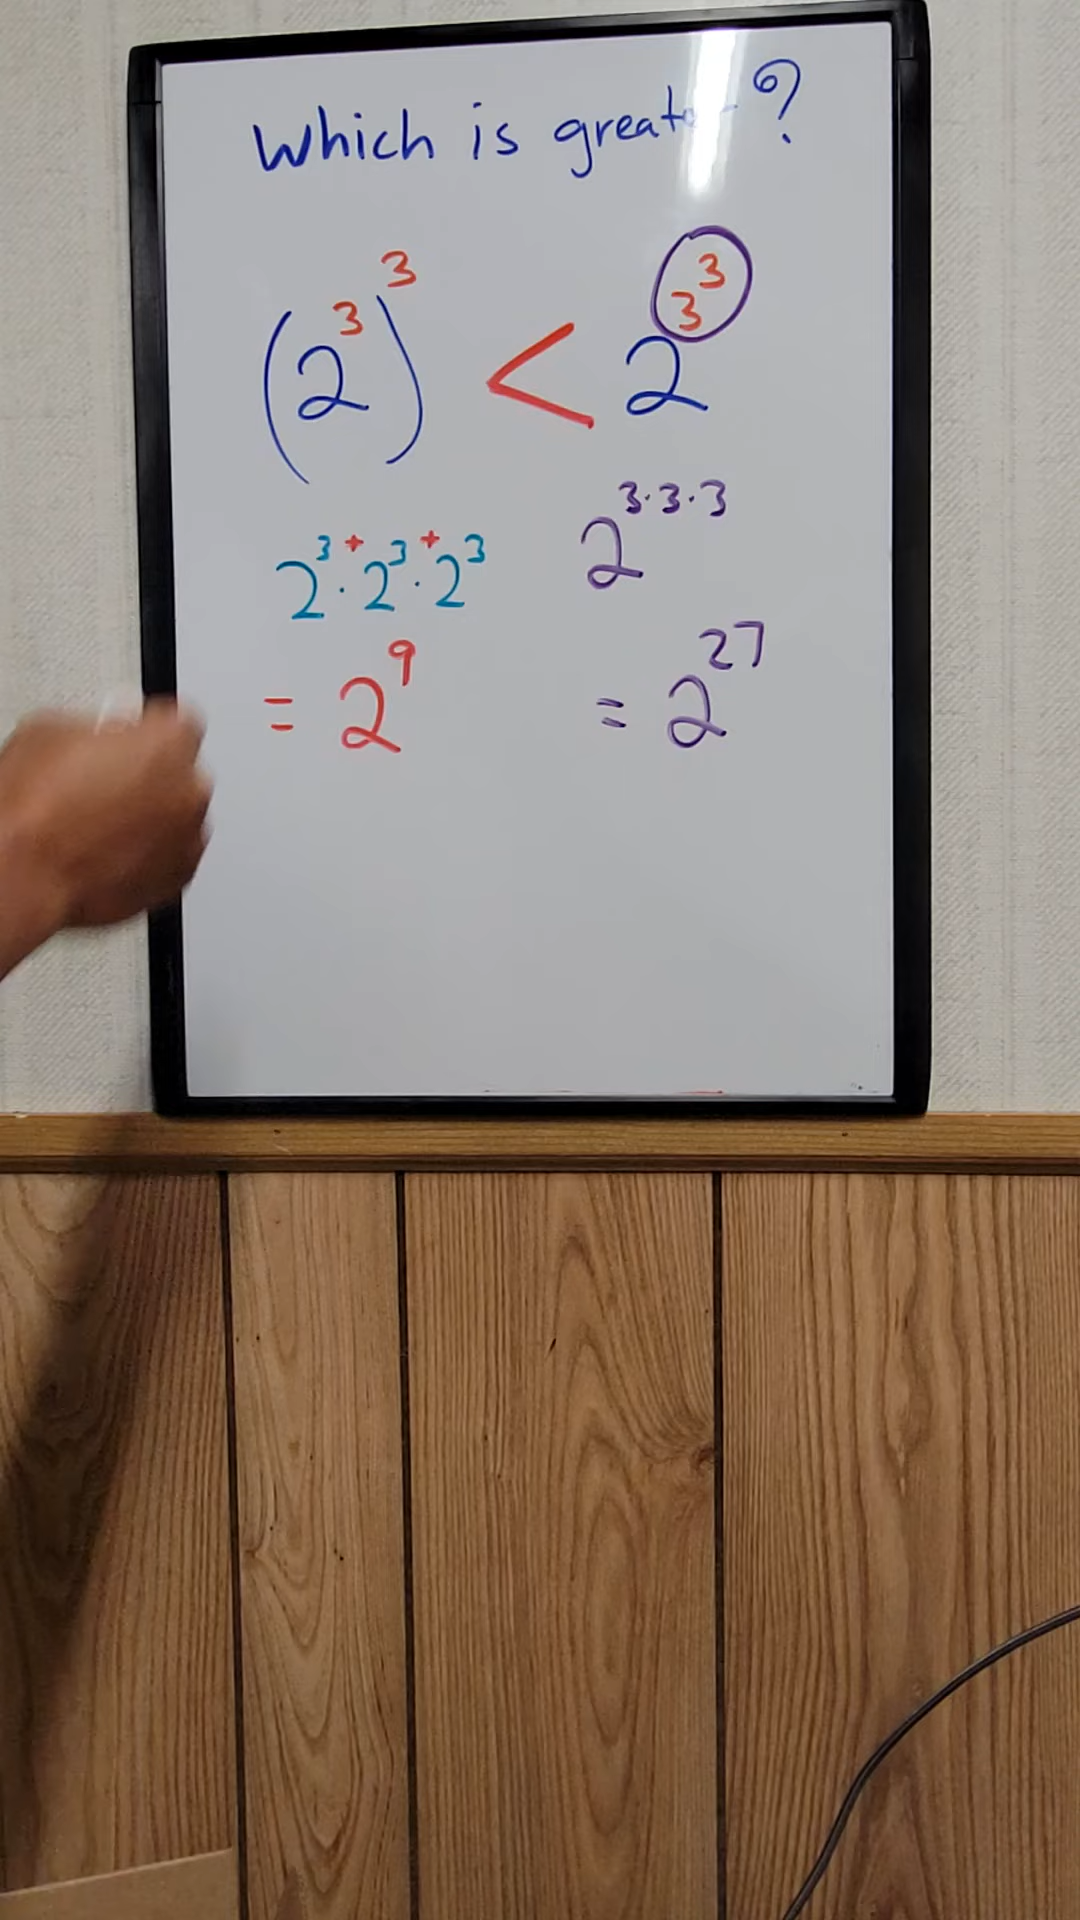 Which is greater ?
(2³)³ < 2^3^3
2³ + 2³ + 2³ 2^3·3·3
= 2⁹ = 2²⁷